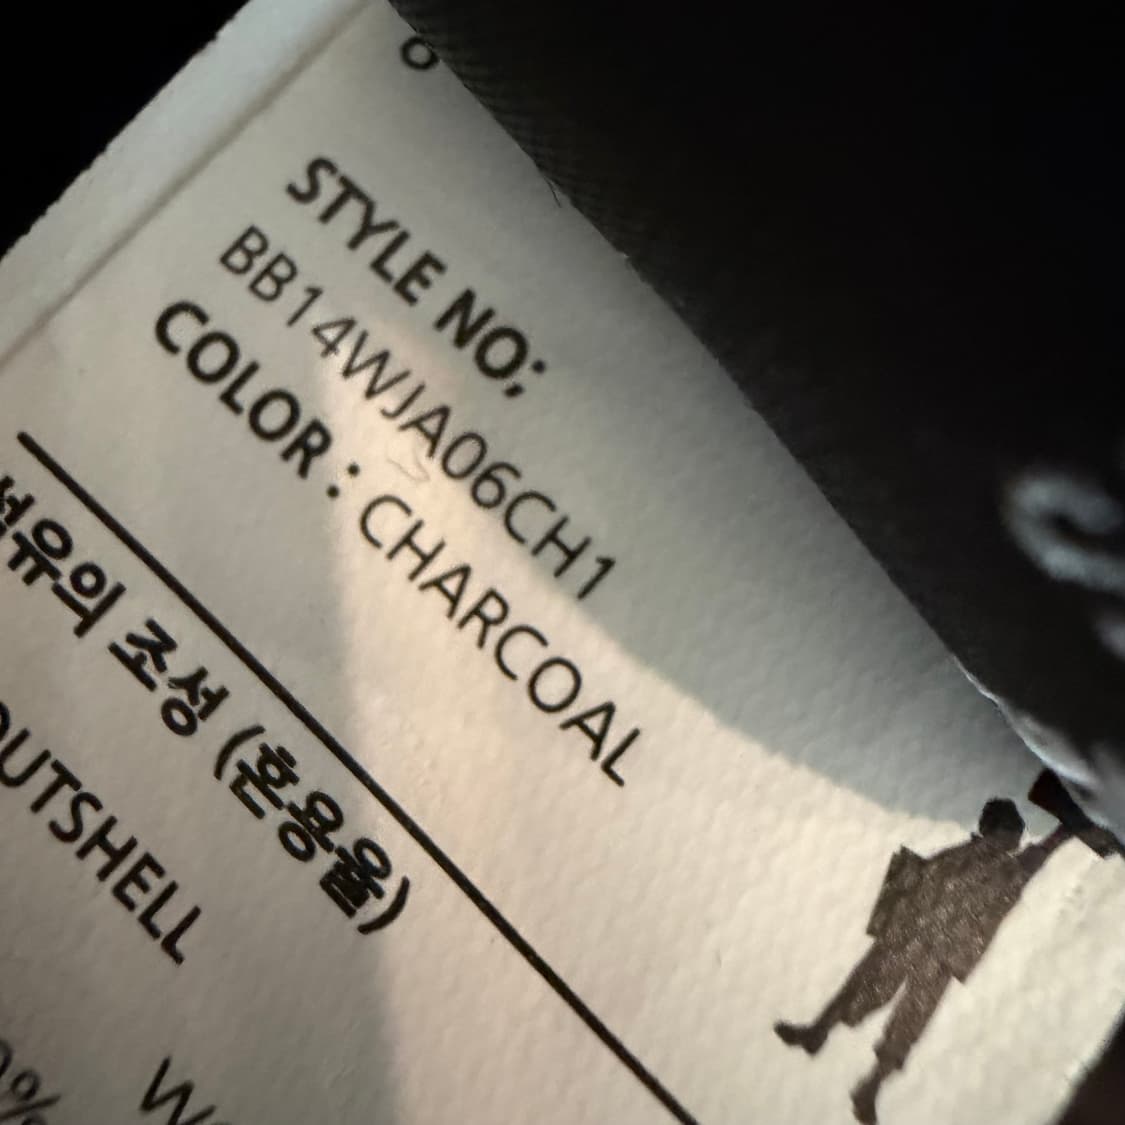 STYLE NO;
BB14WJA06CH1
COLOR : CHARCOAL
섬유의 조성 (혼용율)
OUTSHELL